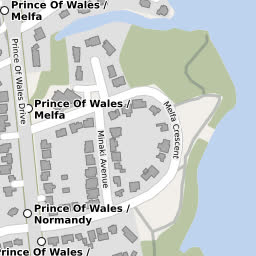 Prince Of Wales /
Melfa
Prince Of Wales Drive
Prince Of Wales /
Melfa
Melfa Crescent
Minaki Avenue
Prince Of Wales /
Normandy
Prince Of Wales /